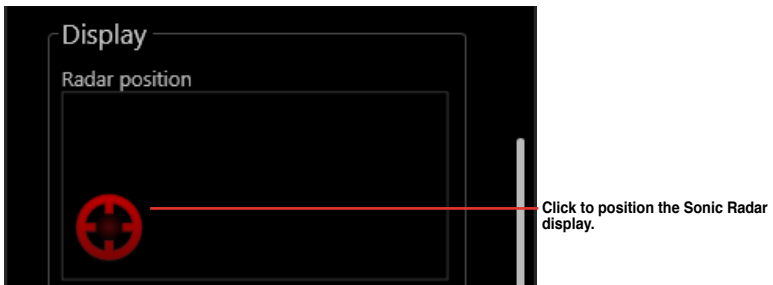 Display
Radar position
Click to position the Sonic Radar
display.